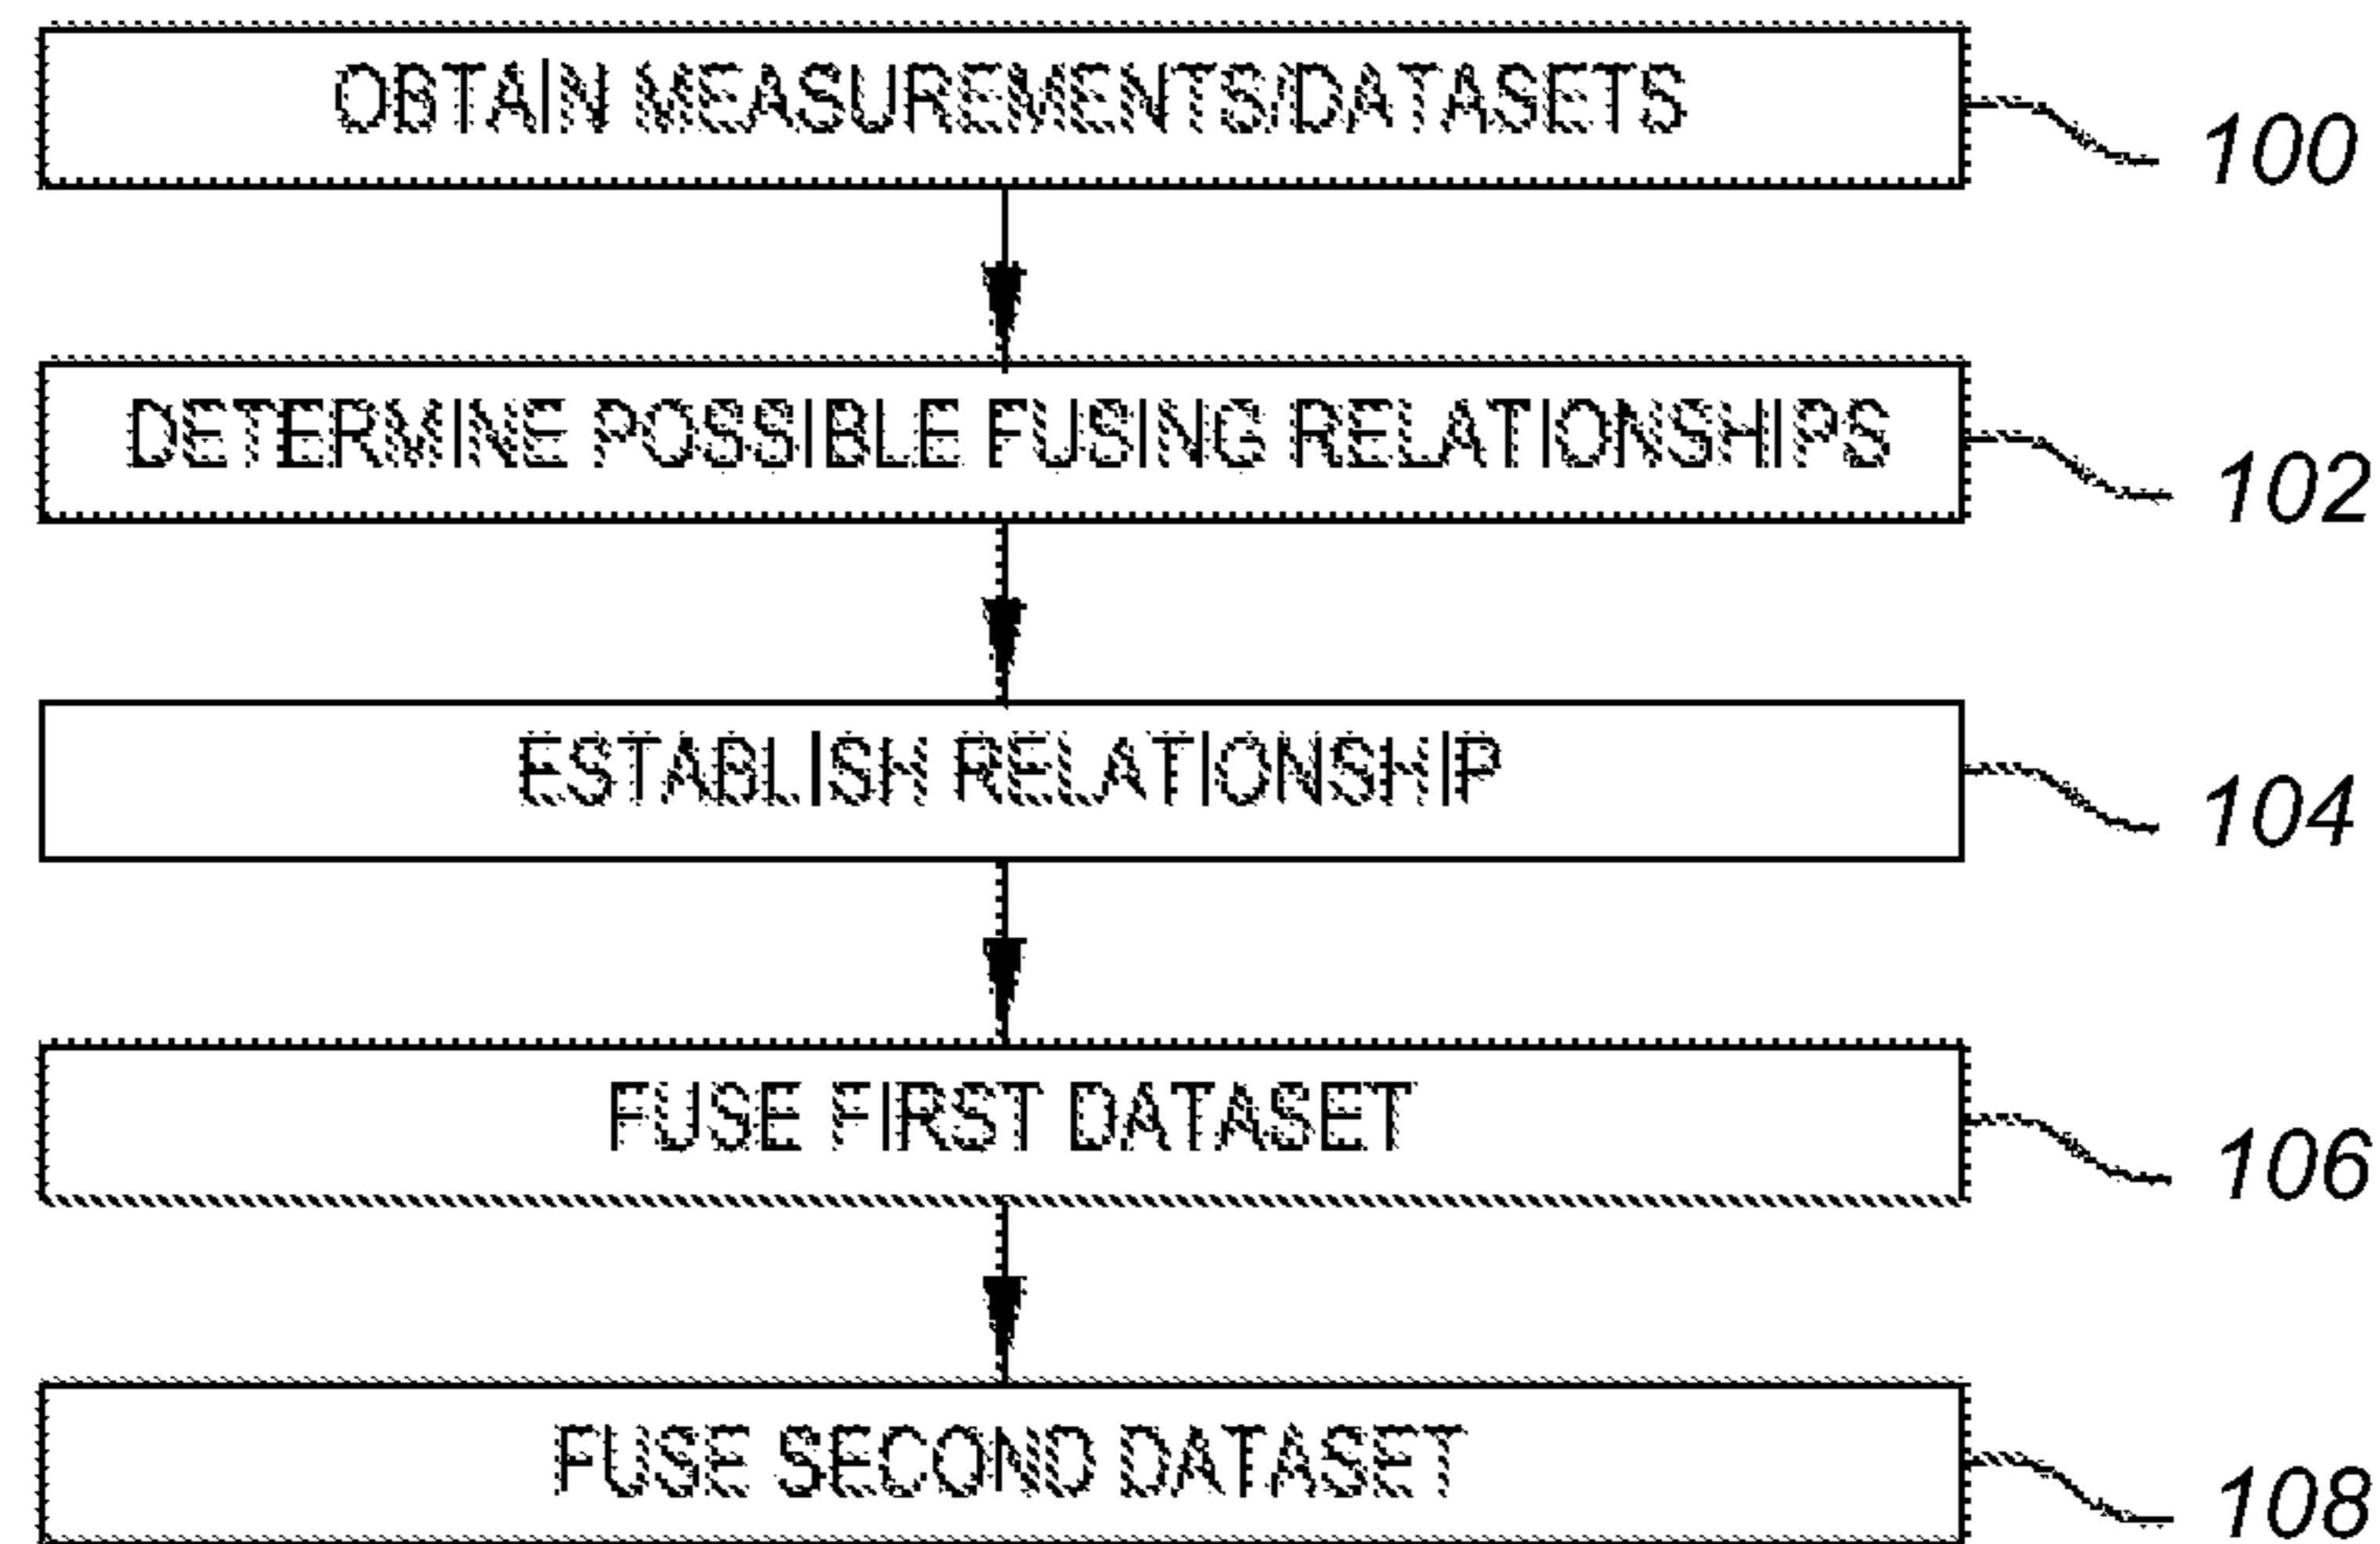 OBTAIN MEASUREMENTS/DATASETS
100
DETERMINE POSSIBLE FUSING RELATIONSHIPS
102
ESTABLISH RELATIONSHIP
104
FUSE FIRST DATASET
106
FUSE SECOND DATASET
108